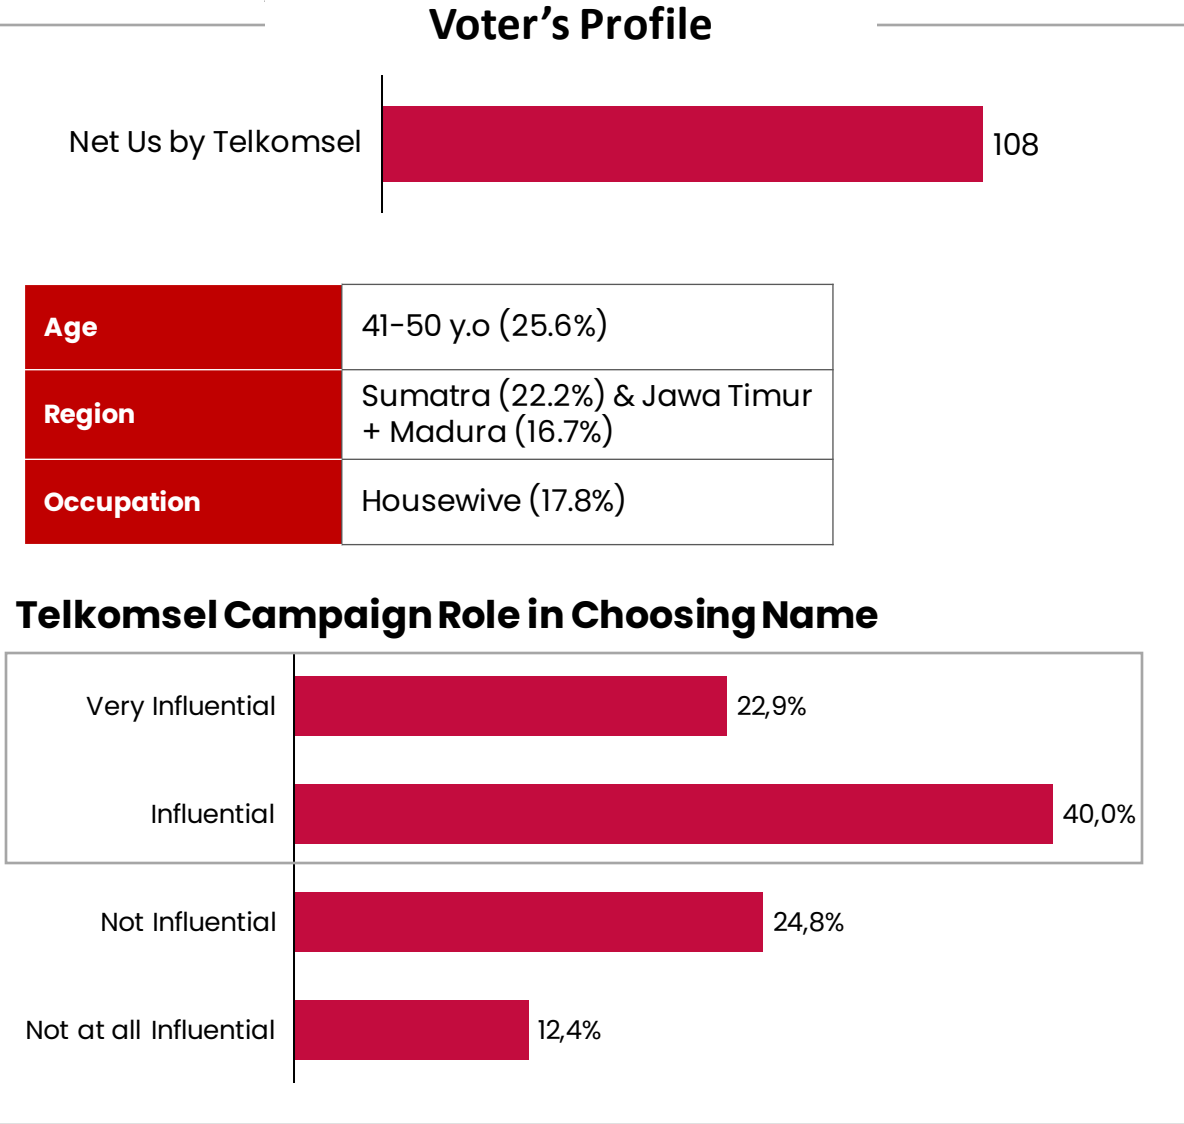 Voter's Profile
Net Us by Telkomsel
108
Age
41-50 y.o (25.6%)
Region
Sumatra (22.2%) & Jawa Timur
+ Madura (16.7%)
Occupation
Housewive (17.8%)
Telkomsel Campaign Role in Choosing Name
Very Influential
22,9%
Influential
40,0%
Not Influential
24,8%
Not at all Influential
12,4%